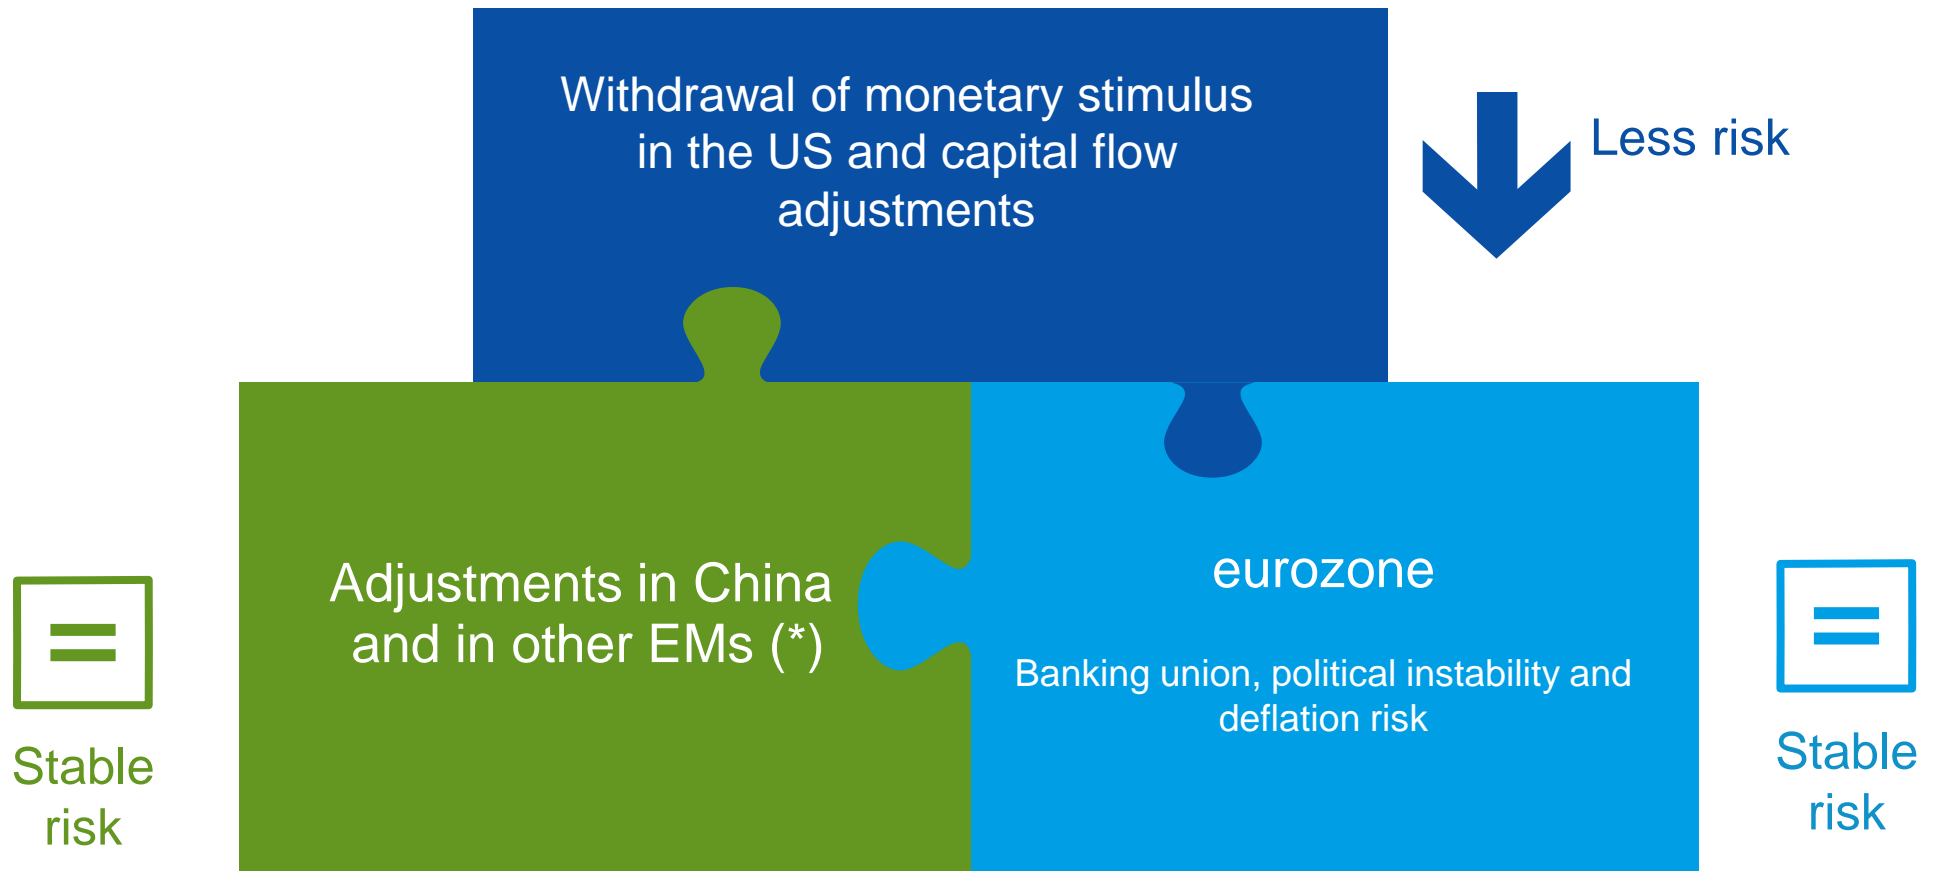 Withdrawal of monetary stimulus
in the US and capital flow
adjustments
Less risk
Adjustments in China
and in other EMs (*)
eurozone
Banking union, political instability and
deflation risk
=
Stable
risk
=
Stable
risk